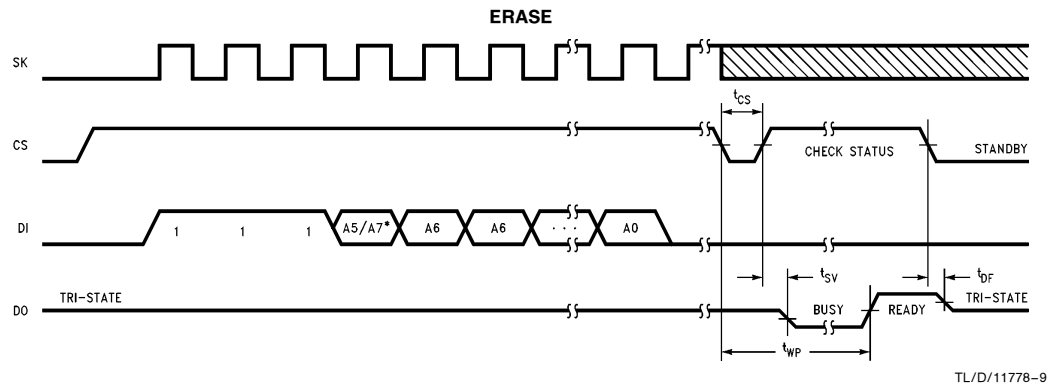 ERASE
SK
t_CS
CS
CHECK STATUS
STANDBY
DI
1 1 1 A5/A7* A6 A6 · · · A0
t_SV
t_DF
DO
TRI−STATE
BUSY
READY
TRI−STATE
t_WP
TL/D/11778–9